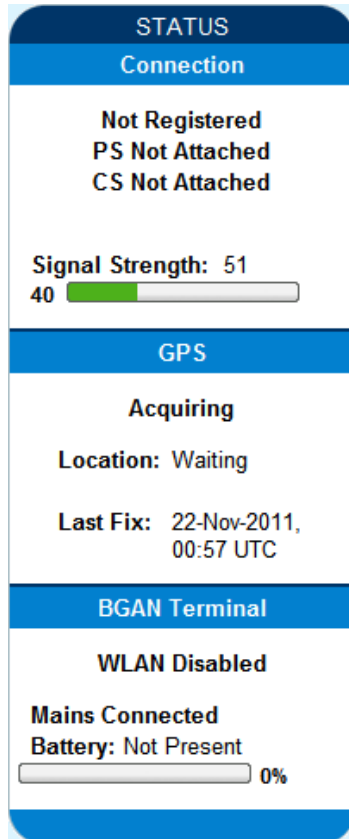 STATUS
Connection
Not Registered
PS Not Attached
CS Not Attached
Signal Strength: 51
40
GPS
Acquiring
Location: Waiting
Last Fix: 22-Nov-2011,
00:57 UTC
BGAN Terminal
WLAN Disabled
Mains Connected
Battery: Not Present
0%